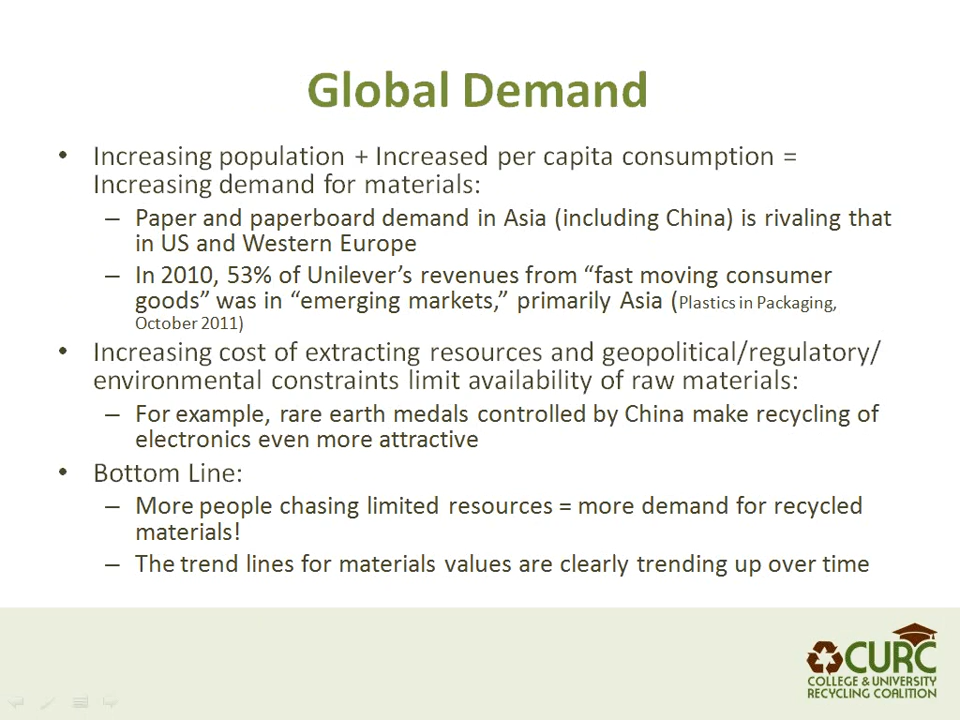 Global Demand
• Increasing population + Increased per capita consumption =
Increasing demand for materials:
– Paper and paperboard demand in Asia (including China) is rivaling that
in US and Western Europe
– In 2010, 53% of Unilever’s revenues from “fast moving consumer
goods” was in “emerging markets,” primarily Asia (Plastics in Packaging,
October 2011)
• Increasing cost of extracting resources and geopolitical/regulatory/
environmental constraints limit availability of raw materials:
– For example, rare earth medals controlled by China make recycling of
electronics even more attractive
• Bottom Line:
– More people chasing limited resources = more demand for recycled
materials!
– The trend lines for materials values are clearly trending up over time
CURC
COLLEGE & UNIVERSITY
RECYCLING COALITION